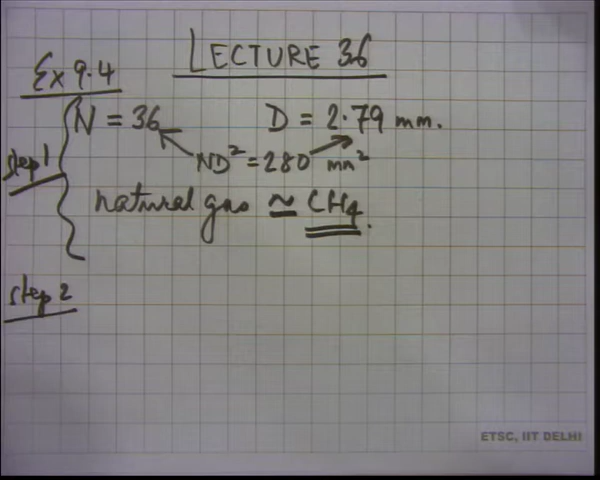 LECTURE 36
Ex 9.4
N = 36 D = 2.79 mm.
step 1
ND² = 280 mm²
natural gas ≈ CH₄.
step 2
ETSC, IIT DELHI